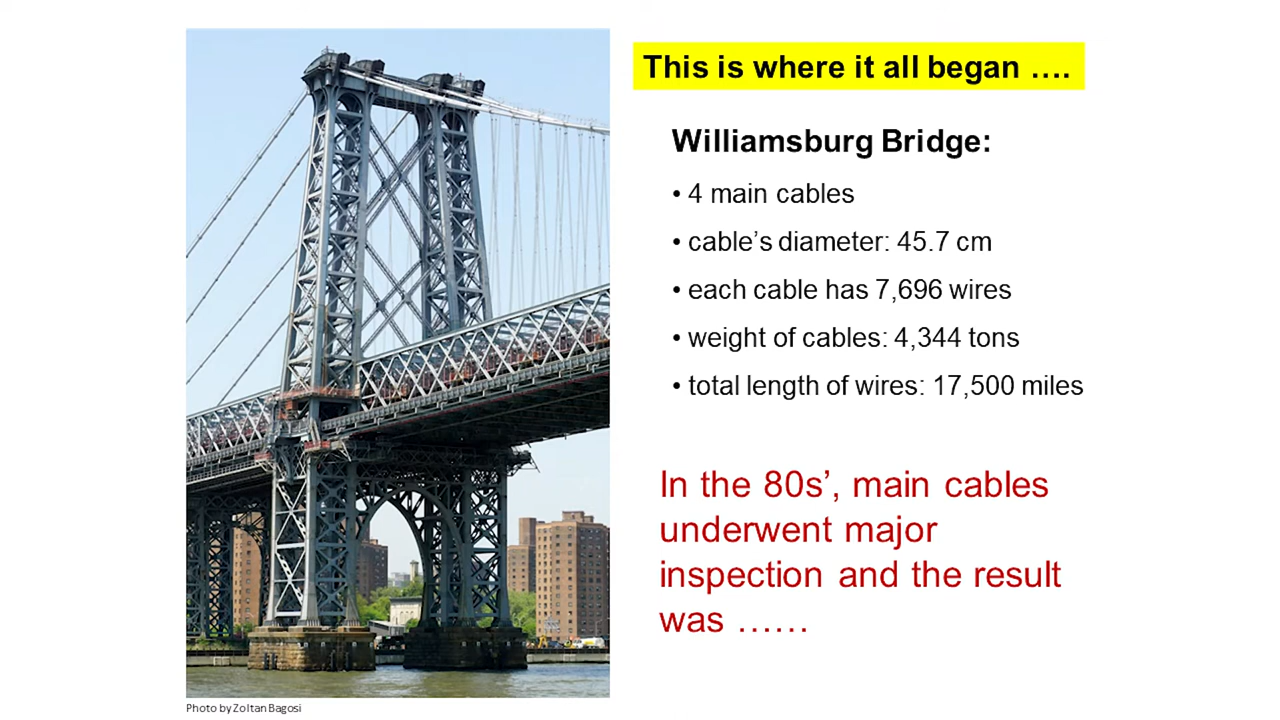 This is where it all began ….
Williamsburg Bridge:
• 4 main cables
• cable’s diameter: 45.7 cm
• each cable has 7,696 wires
• weight of cables: 4,344 tons
• total length of wires: 17,500 miles
In the 80s’, main cables
underwent major
inspection and the result
was ……
Photo by Zoltan Bagosi